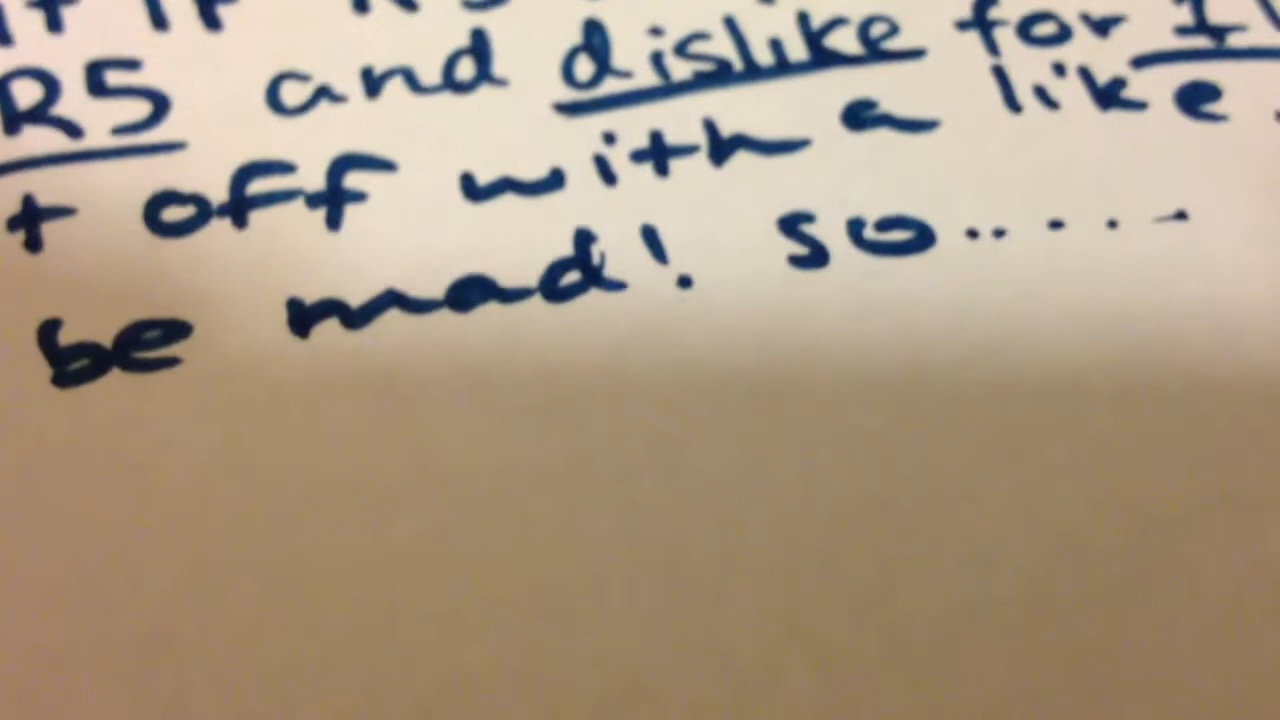 R5 and dislike for
off with a like
be mad! so.....